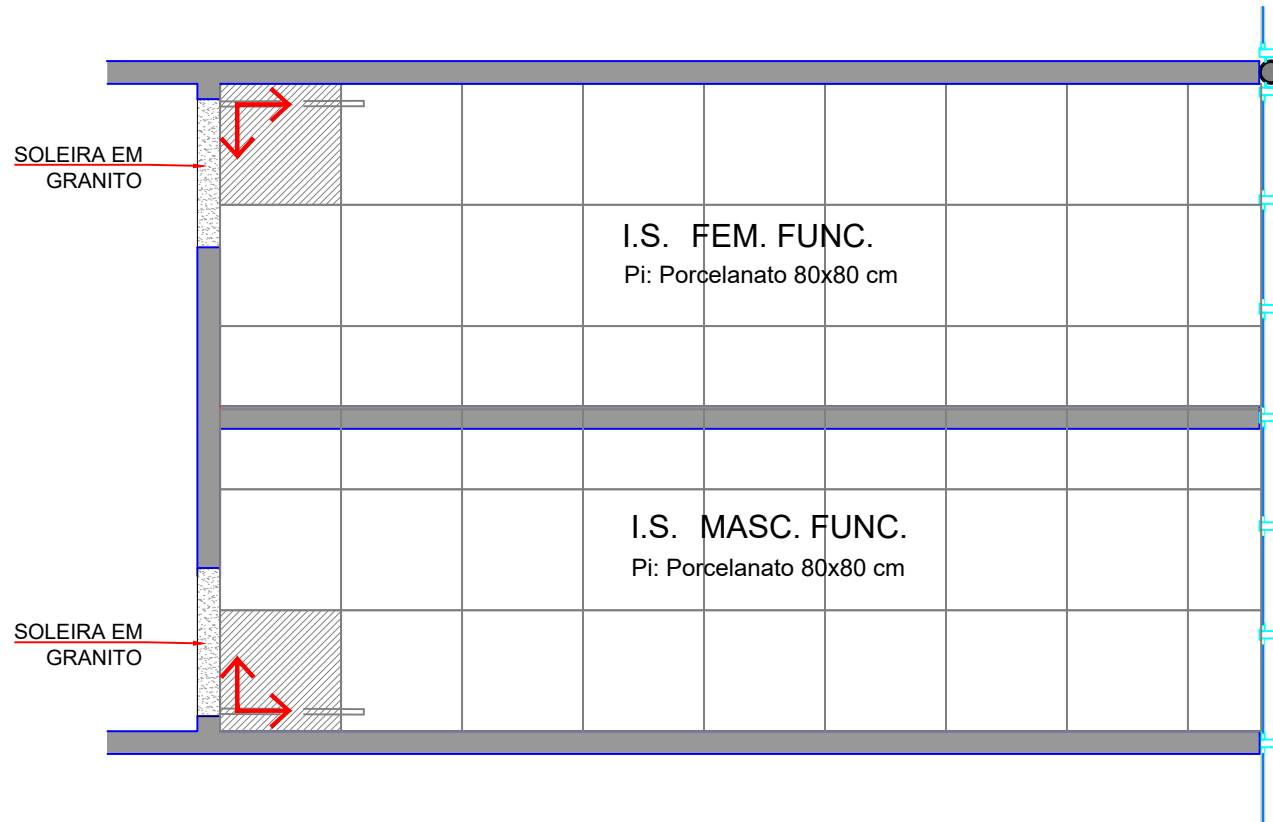 SOLEIRA EM
GRANITO
I.S. FEM. FUNC.
Pi: Porcelanato 80x80 cm
I.S. MASC. FUNC.
Pi: Porcelanato 80x80 cm
SOLEIRA EM
GRANITO